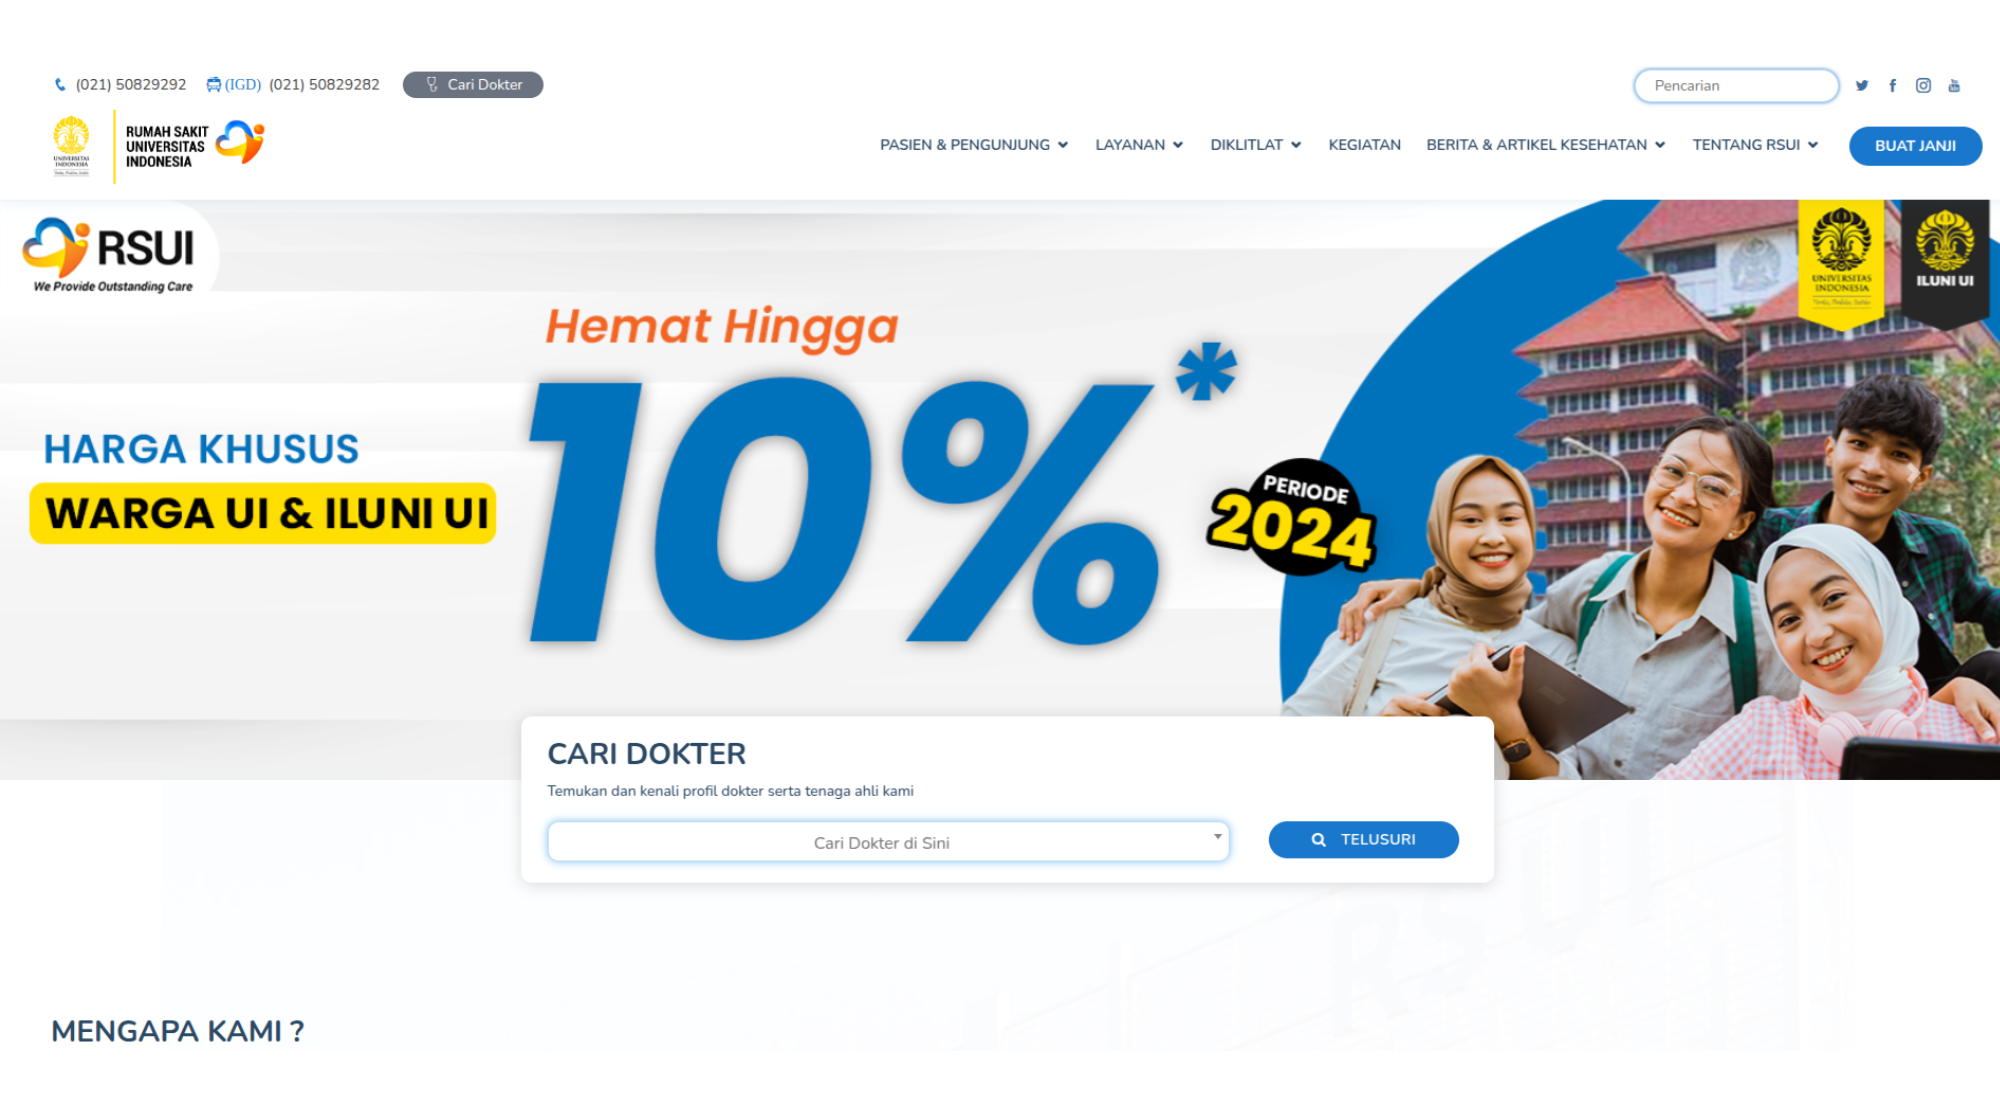 (021) 50829292 (IGD) (021) 50829282 Cari Dokter Pencarian
UNIVERSITAS
INDONESIA
RUMAH SAKIT
UNIVERSITAS
INDONESIA
PASIEN & PENGUNJUNG LAYANAN DIKLITLAT KEGIATAN BERITA & ARTIKEL KESEHATAN TENTANG RSUI BUAT JANJI
RSUI
We Provide Outstanding Care
UNIVERSITAS
INDONESIA
ILUNI UI
Hemat Hingga
10%*
HARGA KHUSUS
WARGA UI & ILUNI UI
PERIODE
2024
CARI DOKTER
Temukan dan kenali profil dokter serta tenaga ahli kami
Cari Dokter di Sini TELUSURI
RSUI
MENGAPA KAMI ?